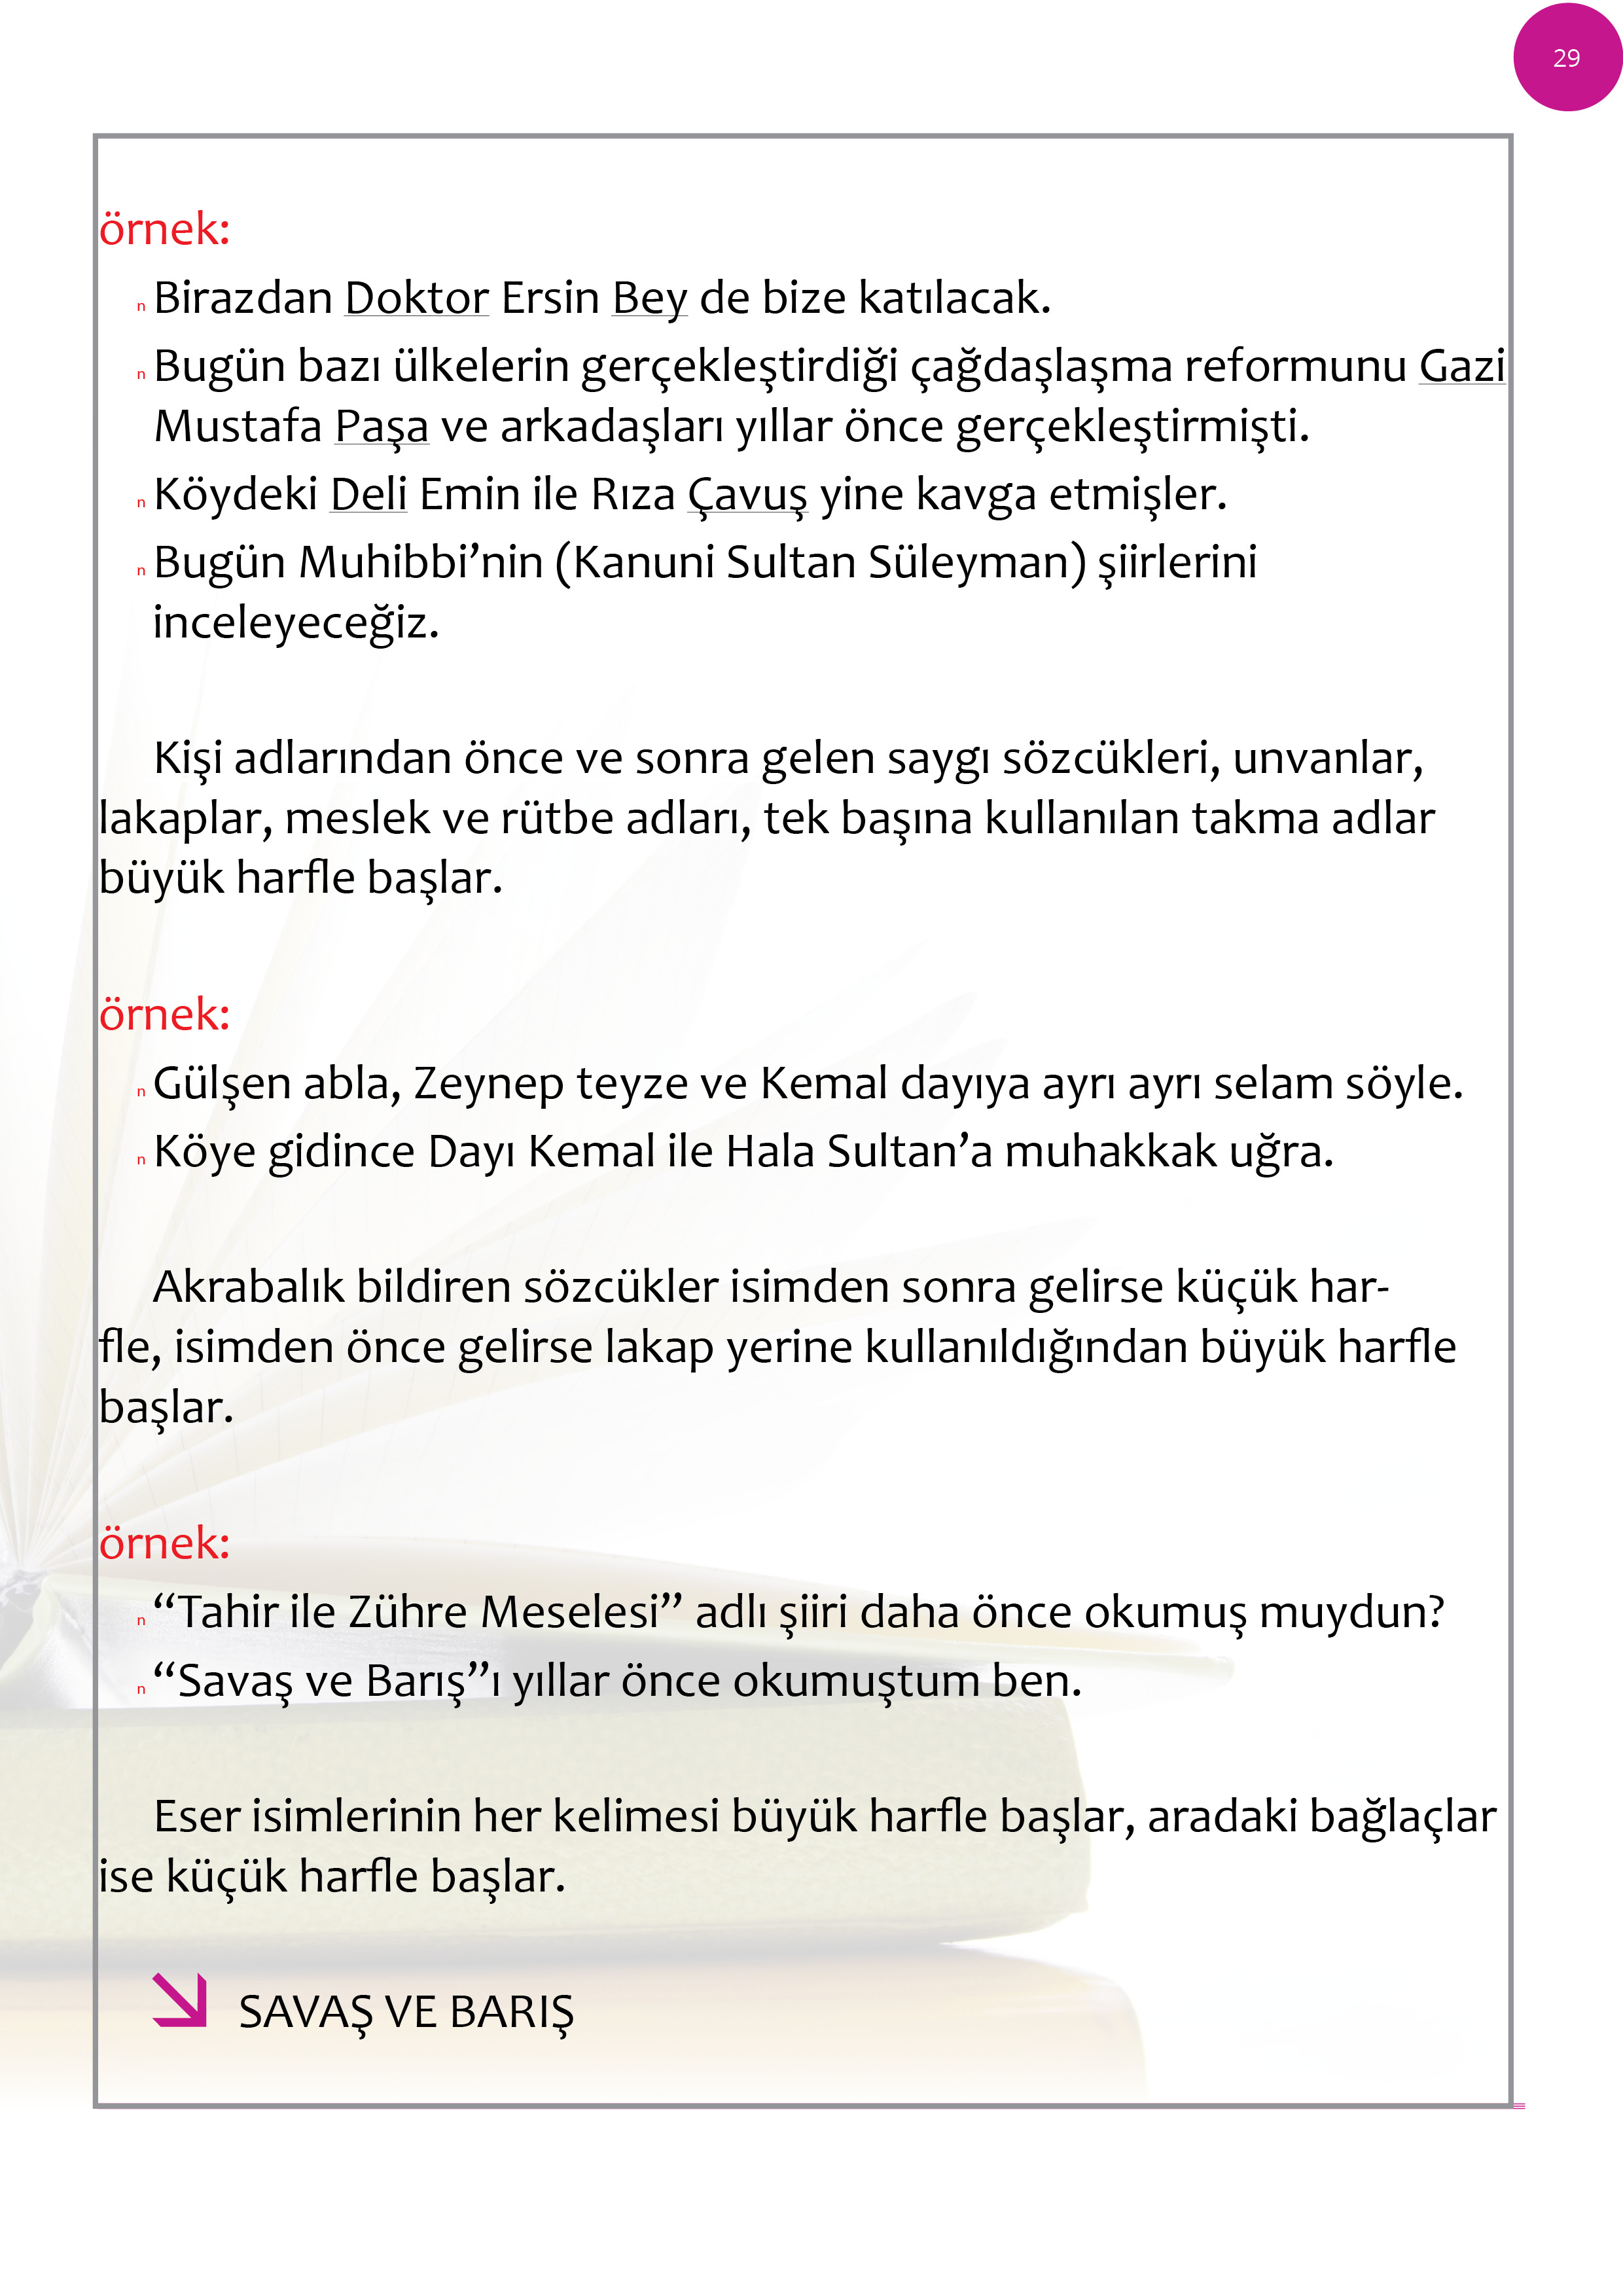 29
örnek:
n Birazdan Doktor Ersin Bey de bize katılacak.
n Bugün bazı ülkelerin gerçekleştirdiği çağdaşlaşma reformunu Gazi
Mustafa Paşa ve arkadaşları yıllar önce gerçekleştirmişti.
n Köydeki Deli Emin ile Rıza Çavuş yine kavga etmişler.
n Bugün Muhibbi’nin (Kanuni Sultan Süleyman) şiirlerini
inceleyeceğiz.
Kişi adlarından önce ve sonra gelen saygı sözcükleri, unvanlar,
lakaplar, meslek ve rütbe adları, tek başına kullanılan takma adlar
büyük harfle başlar.
örnek:
n Gülşen abla, Zeynep teyze ve Kemal dayıya ayrı ayrı selam söyle.
n Köye gidince Dayı Kemal ile Hala Sultan’a muhakkak uğra.
Akrabalık bildiren sözcükler isimden sonra gelirse küçük har-
fle, isimden önce gelirse lakap yerine kullanıldığından büyük harfle
başlar.
örnek:
n “Tahir ile Zühre Meselesi” adlı şiiri daha önce okumuş muydun?
n “Savaş ve Barış”ı yıllar önce okumuştum ben.
Eser isimlerinin her kelimesi büyük harfle başlar, aradaki bağlaçlar
ise küçük harfle başlar.
SAVAŞ VE BARIŞ